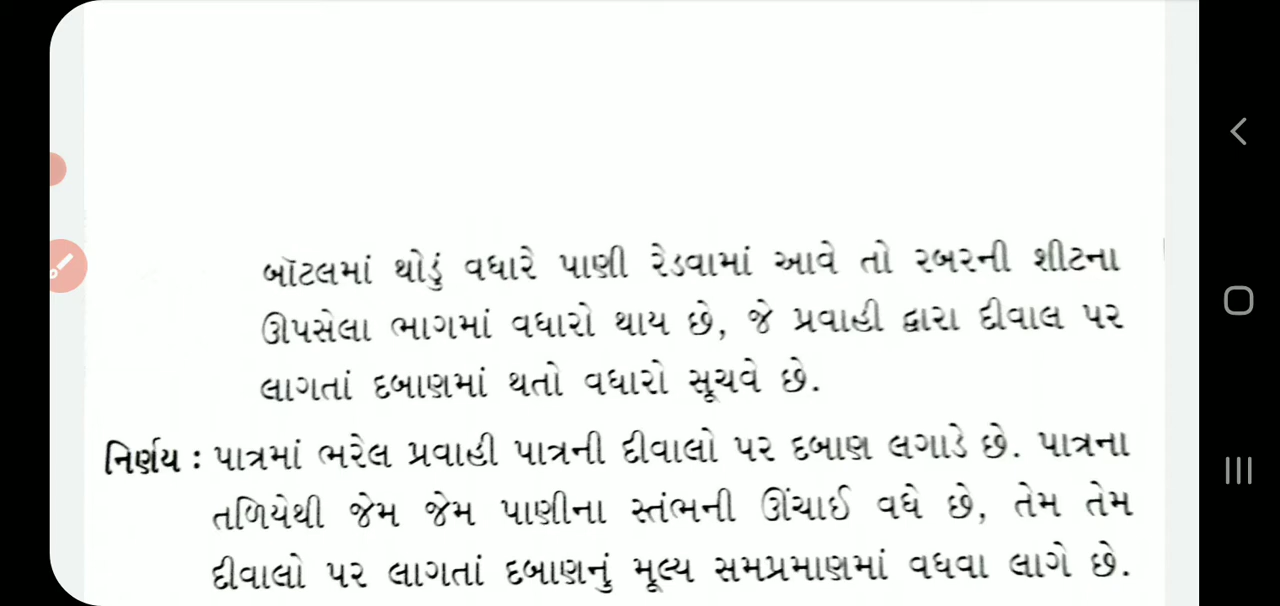 બૉટલમાં થોડું વધારે પાણી રેડવામાં આવે તો રબરની શીટના
ઊપસેલા ભાગમાં વધારો થાય છે, જે પ્રવાહી દ્વારા દીવાલ પર
લાગતાં દબાણમાં થતો વધારો સૂચવે છે.
નિર્ણય : પાત્રમાં ભરેલ પ્રવાહી પાત્રની દીવાલો પર દબાણ લગાડે છે. પાત્રના
તળિયેથી જેમ જેમ પાણીના સ્તંભની ઊંચાઈ વધે છે, તેમ તેમ
દીવાલો પર લાગતાં દબાણનું મૂલ્ય સમપ્રમાણમાં વધવા લાગે છે.